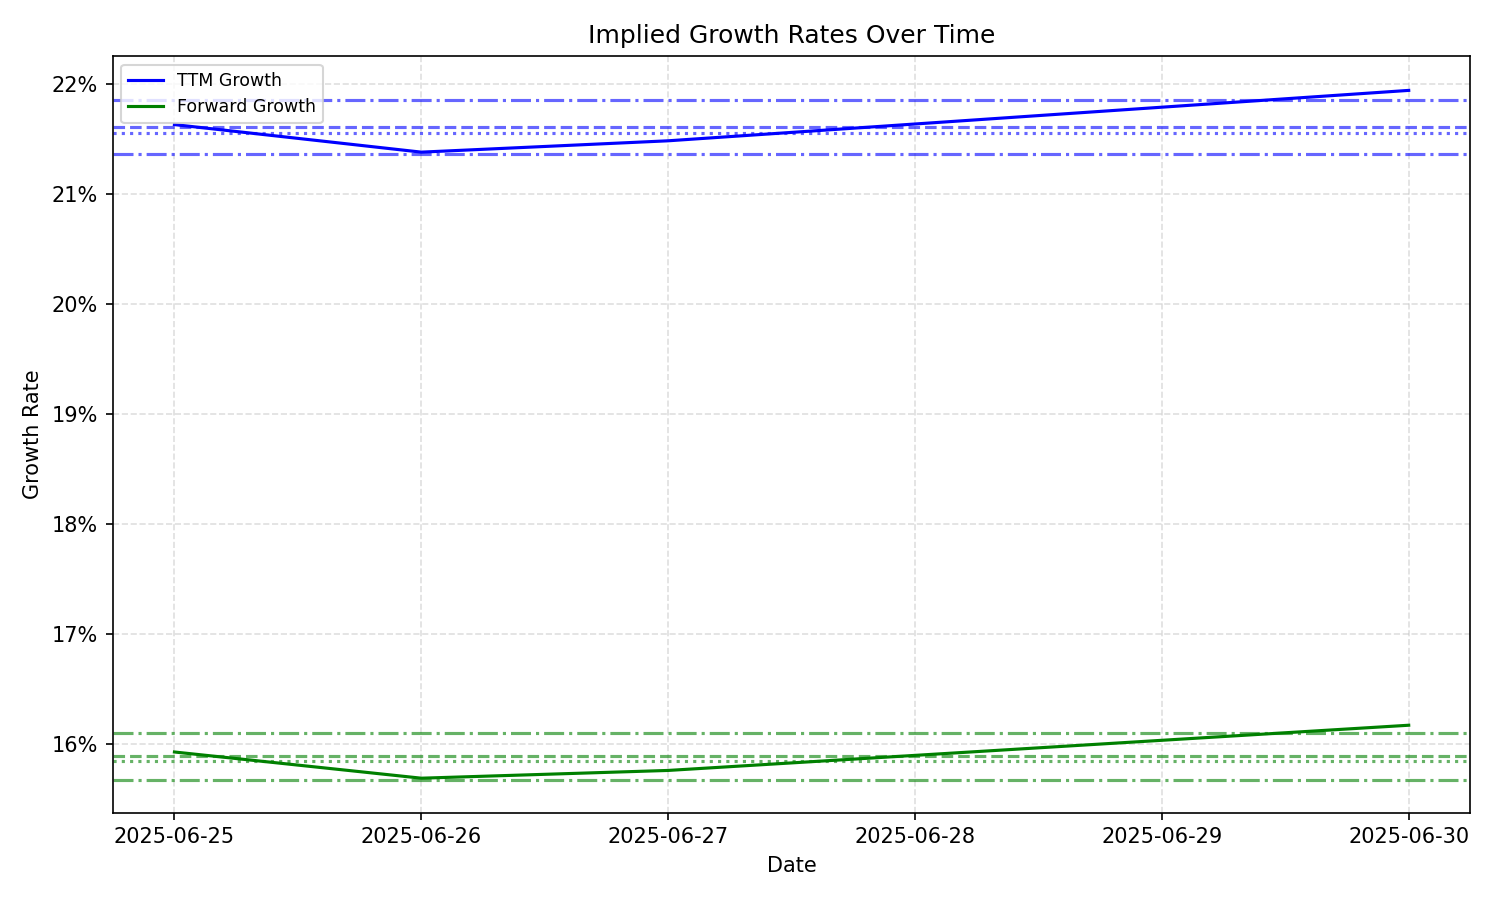 Implied Growth Rates Over Time
TTM Growth
Forward Growth
22%
21%
20%
19%
18%
17%
16%
Growth Rate
2025-06-25
2025-06-26
2025-06-27
2025-06-28
2025-06-29
2025-06-30
Date